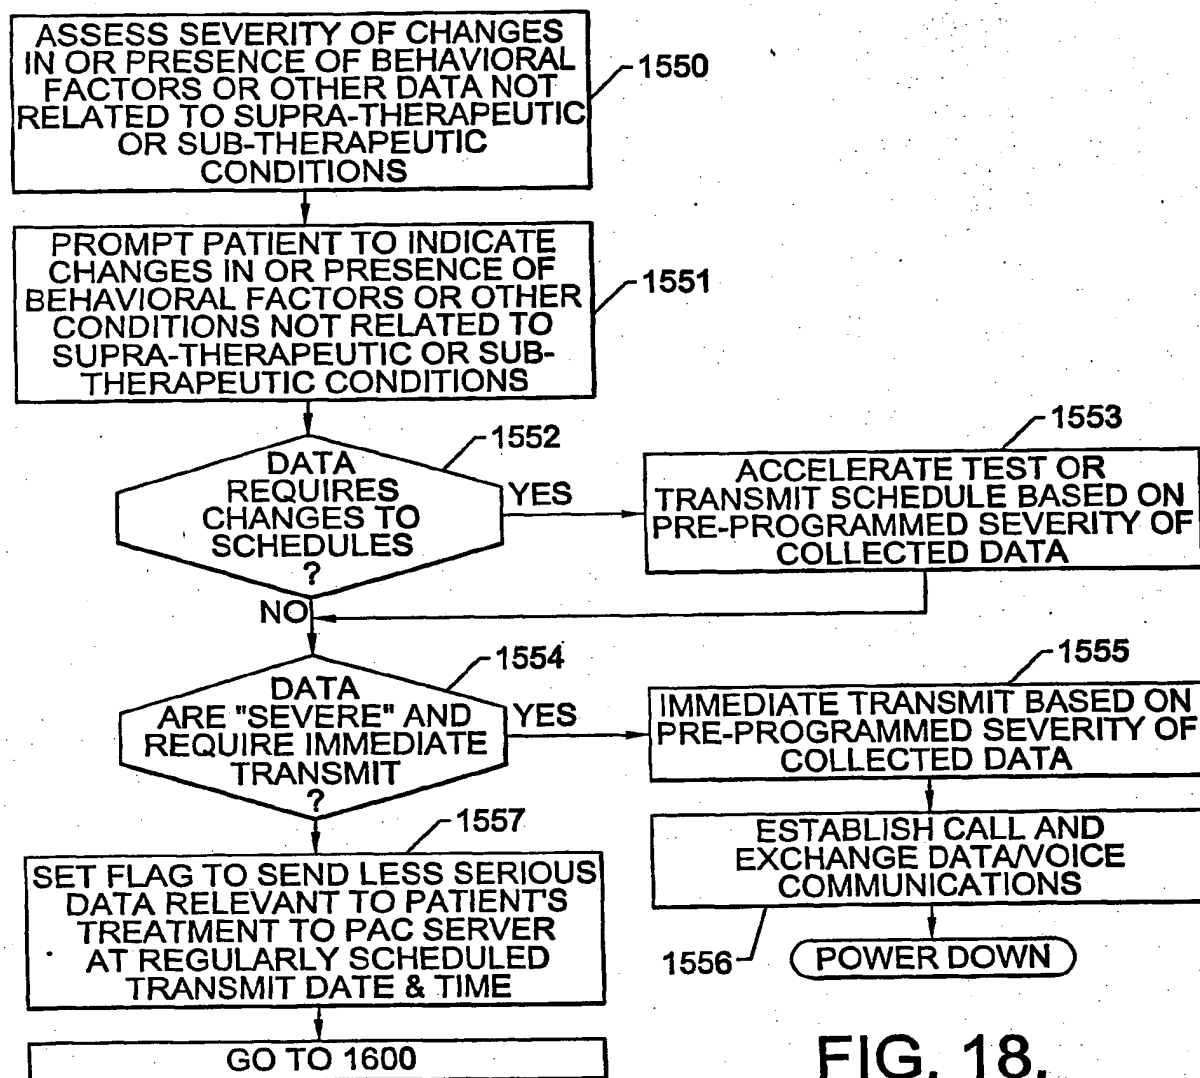 ASSESS SEVERITY OF CHANGES
IN OR PRESENCE OF BEHAVIORAL
FACTORS OR OTHER DATA NOT
RELATED TO SUPRA-THERAPEUTIC
OR SUB-THERAPEUTIC
CONDITIONS
1550
PROMPT PATIENT TO INDICATE
CHANGES IN OR PRESENCE OF
BEHAVIORAL FACTORS OR OTHER
CONDITIONS NOT RELATED TO
SUPRA-THERAPEUTIC OR SUB-
THERAPEUTIC CONDITIONS
1551
1552
DATA
REQUIRES
CHANGES TO
SCHEDULES
?
YES
NO
1553
ACCELERATE TEST OR
TRANSMIT SCHEDULE BASED ON
PRE-PROGRAMMED SEVERITY OF
COLLECTED DATA
1554
DATA
ARE "SEVERE" AND
REQUIRE IMMEDIATE
TRANSMIT
?
YES
1555
IMMEDIATE TRANSMIT BASED ON
PRE-PROGRAMMED SEVERITY OF
COLLECTED DATA
ESTABLISH CALL AND
EXCHANGE DATA/VOICE
COMMUNICATIONS
1556
POWER DOWN
1557
SET FLAG TO SEND LESS SERIOUS
DATA RELEVANT TO PATIENT'S
TREATMENT TO PAC SERVER
AT REGULARLY SCHEDULED
TRANSMIT DATE & TIME
GO TO 1600
FIG. 18.